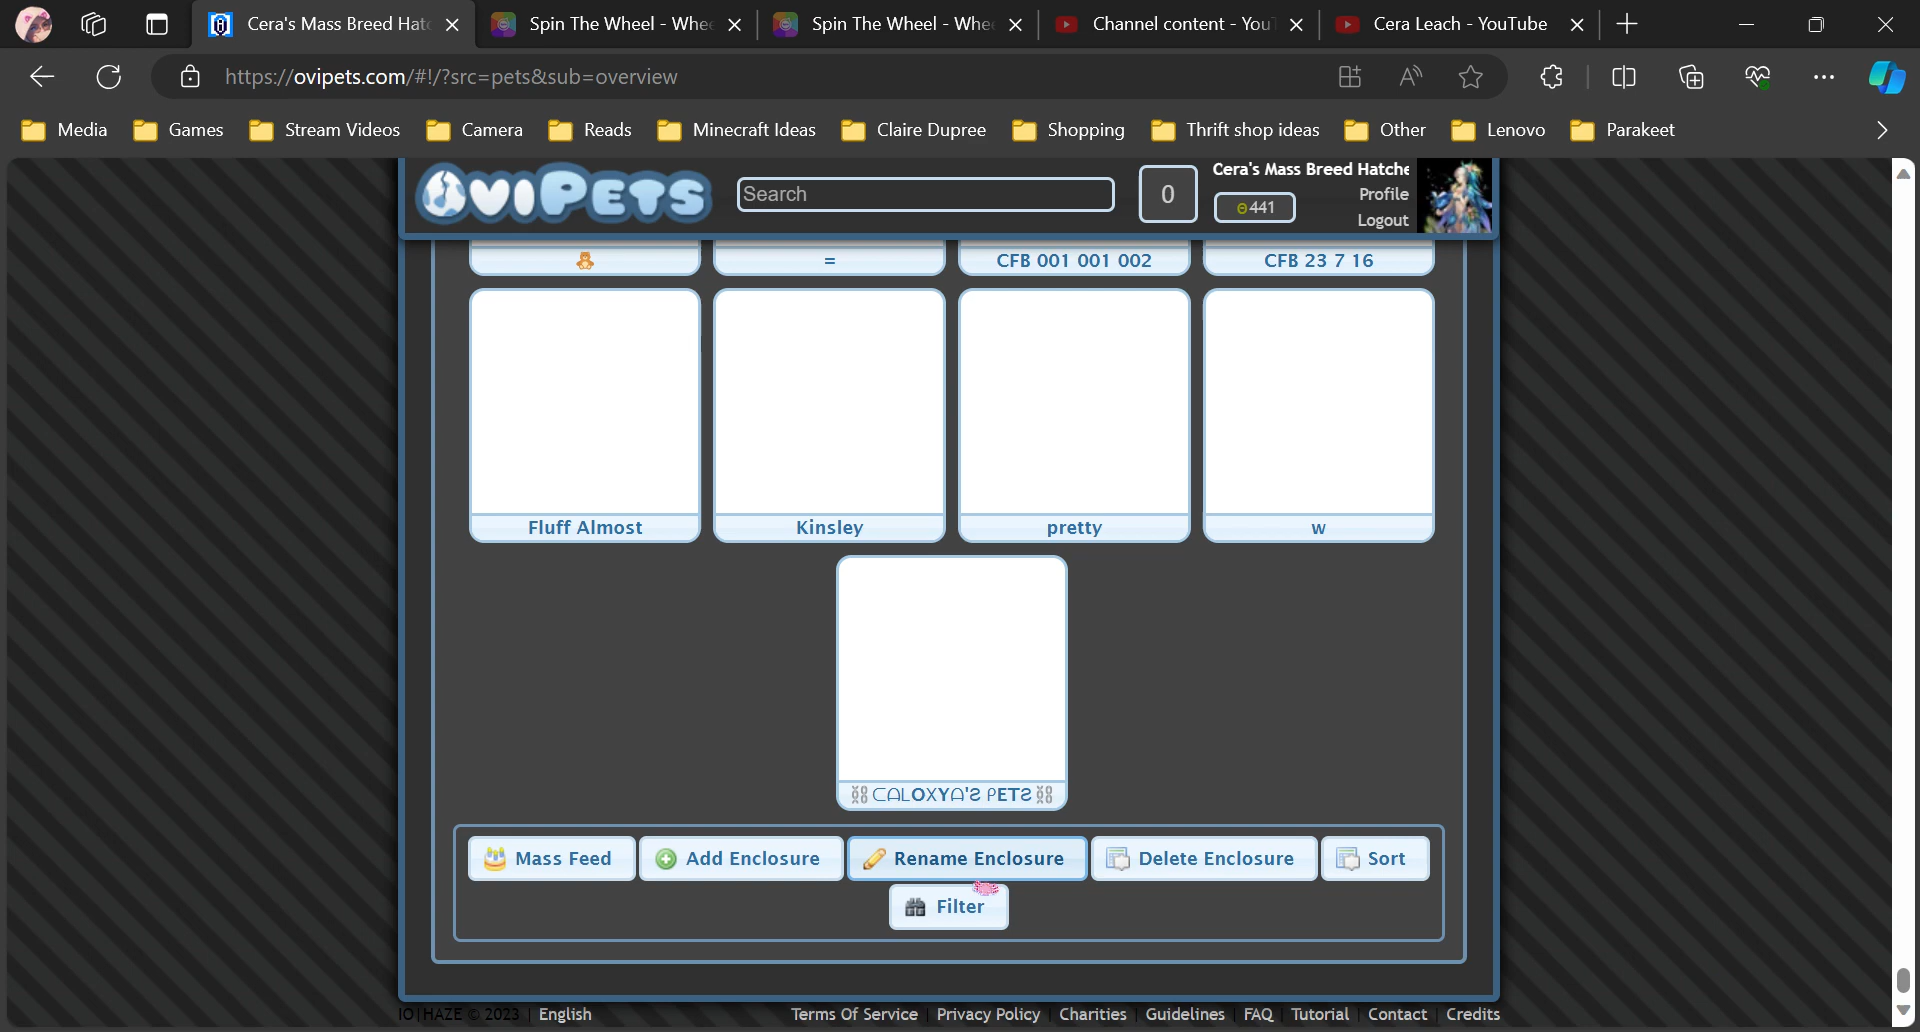 Cera's Mass Breed Hat
Spin The Wheel - Whe
Spin The Wheel - Whe
Channel content - You
Cera Leach - YouTube
https://ovipets.com/#!/?src=pets&sub=overview
Media
Games
Stream Videos
Camera
Reads
Minecraft Ideas
Claire Dupree
Shopping
Thrift shop ideas
Other
Lenovo
Parakeet
OviPets
Search
0
Cera's Mass Breed Hatche
441
Profile
Logout
=
CFB 001 001 002
CFB 23 7 16
Fluff Almost
Kinsley
pretty
w
⛓ ᑕᗩᒪOXYᗩ'Ƨ ᑭETƧ ⛓
Mass Feed
Add Enclosure
Rename Enclosure
Delete Enclosure
Sort
Filter
IO|HAZE © 2023
English
Terms Of Service
Privacy Policy
Charities
Guidelines
FAQ
Tutorial
Contact
Credits